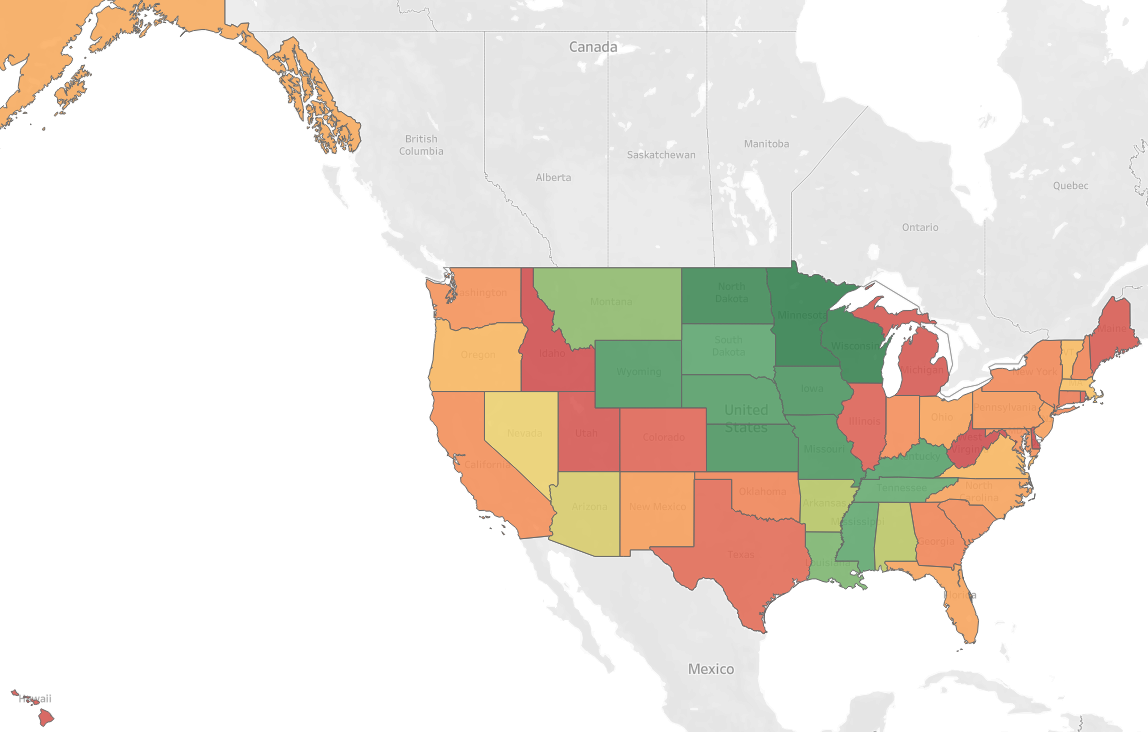 Canada
British
Columbia
Alberta
Saskatchewan
Manitoba
Ontario
Quebec
Washington
Montana
North
Dakota
Minnesota
Oregon
Idaho
Wyoming
South
Dakota
Wisconsin
Michigan
Maine
New York
Nevada
Utah
Colorado
United
States
Iowa
Illinois
Ohio
Pennsylvania
West
Virginia
California
Missouri
Kentucky
Arizona
New Mexico
Oklahoma
Arkansas
Tennessee
North
Carolina
Texas
Louisiana
Mississippi
Georgia
Florida
Mexico
Hawaii